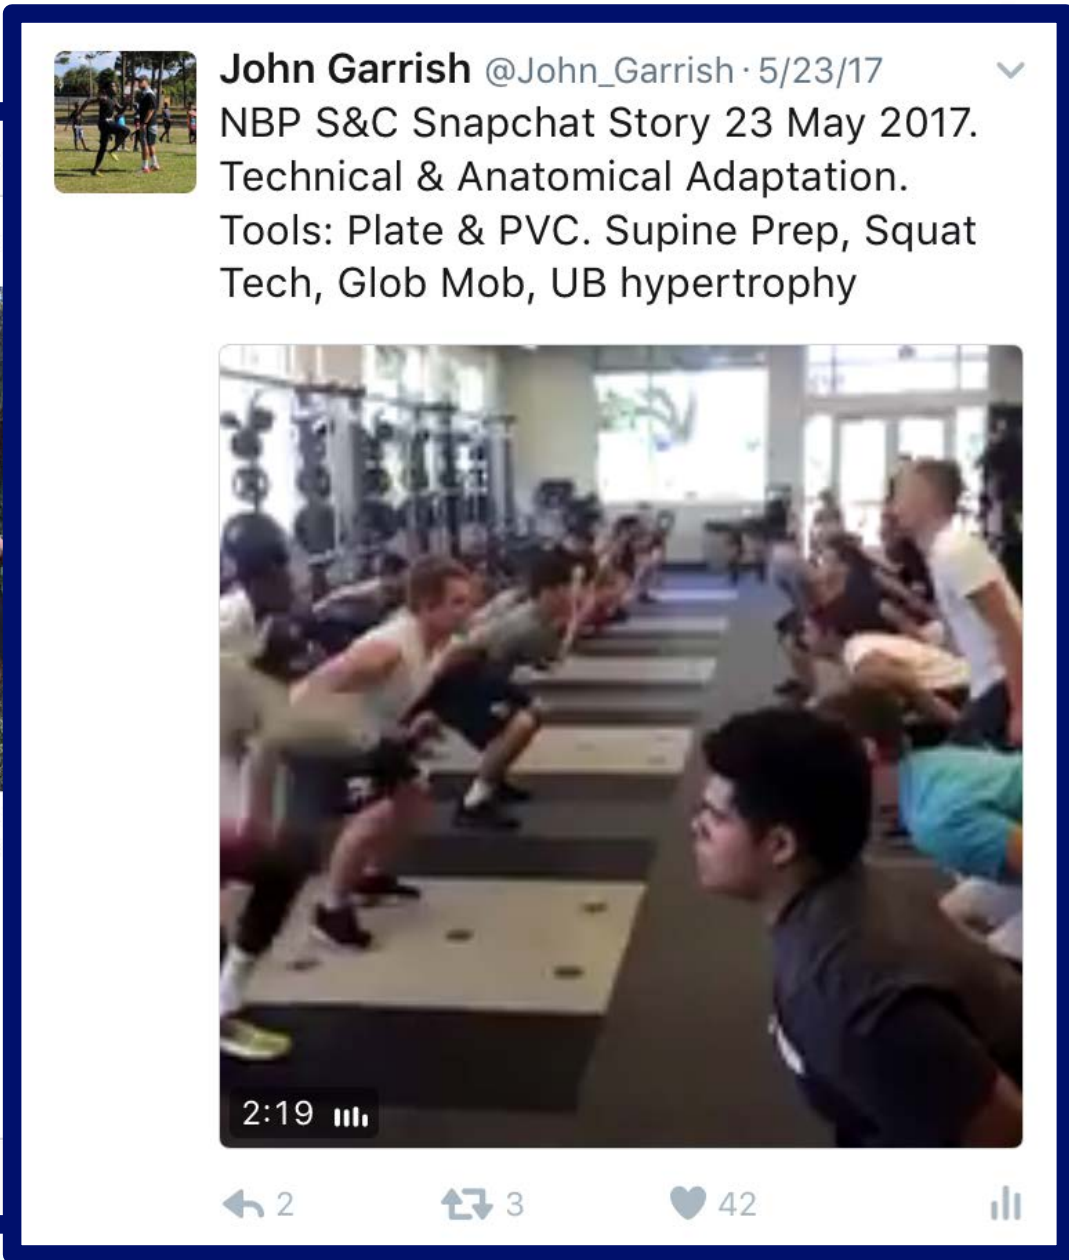 John Garrish @John_Garrish · 5/23/17
NBP S&C Snapchat Story 23 May 2017.
Technical & Anatomical Adaptation.
Tools: Plate & PVC. Supine Prep, Squat
Tech, Glob Mob, UB hypertrophy
2:19
2 3 42